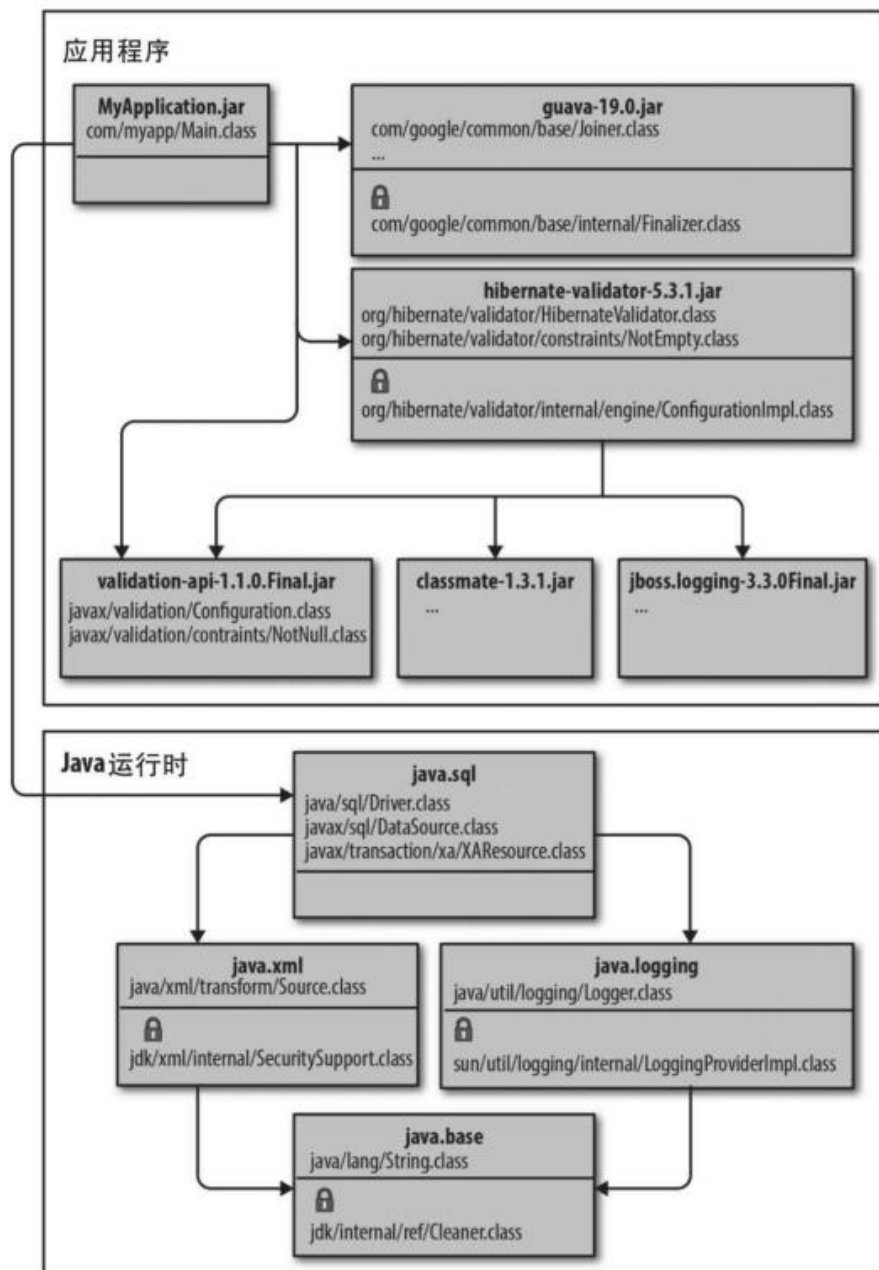 应用程序
MyApplication.jar
com/myapp/Main.class
guava-19.0.jar
com/google/common/base/Joiner.class
...
com/google/common/base/internal/Finalizer.class
hibernate-validator-5.3.1.jar
org/hibernate/validator/HibernateValidator.class
org/hibernate/validator/constraints/NotEmpty.class
org/hibernate/validator/internal/engine/ConfigurationImpl.class
validation-api-1.1.0.Final.jar
javax/validation/Configuration.class
javax/validation/contraints/NotNull.class
classmate-1.3.1.jar
...
jboss.logging-3.3.0Final.jar
...
Java运行时
java.sql
java/sql/Driver.class
javax/sql/DataSource.class
javax/transaction/xa/XAResource.class
java.xml
java/xml/transform/Source.class
jdk/xml/internal/SecuritySupport.class
java.logging
java/util/logging/Logger.class
sun/util/logging/internal/LoggingProviderImpl.class
java.base
java/lang/String.class
jdk/internal/ref/Cleaner.class